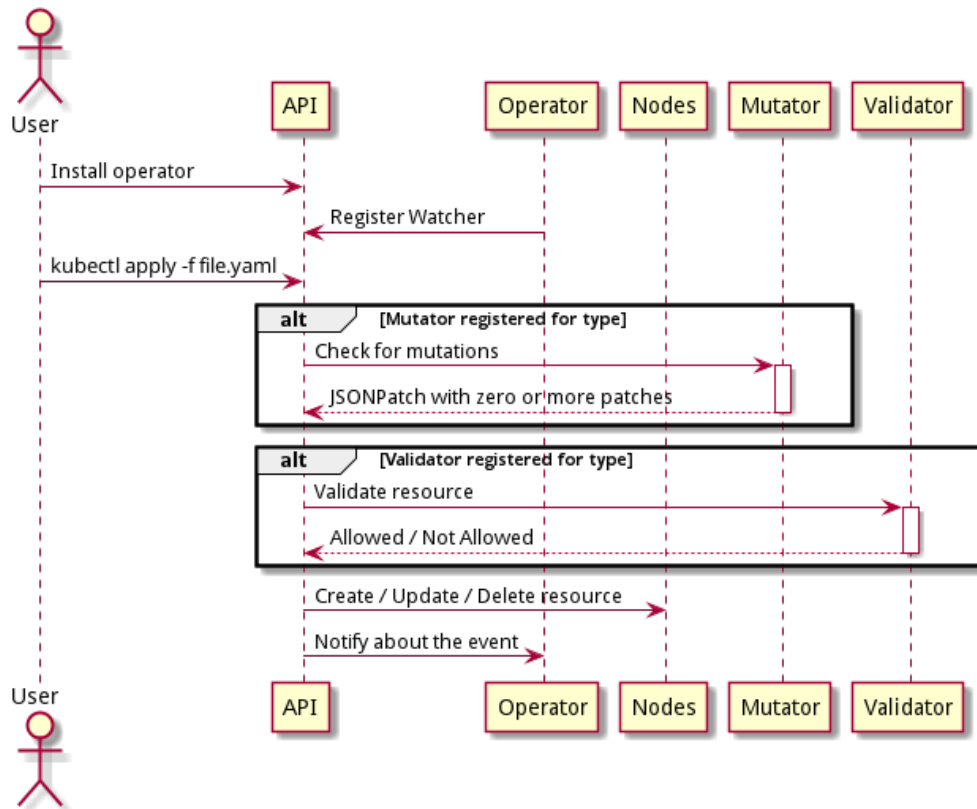 User
API
Operator
Nodes
Mutator
Validator
Install operator
Register Watcher
kubectl apply -f file.yaml
alt [Mutator registered for type]
Check for mutations
JSONPatch with zero or more patches
alt [Validator registered for type]
Validate resource
Allowed / Not Allowed
Create / Update / Delete resource
Notify about the event
User
API
Operator
Nodes
Mutator
Validator